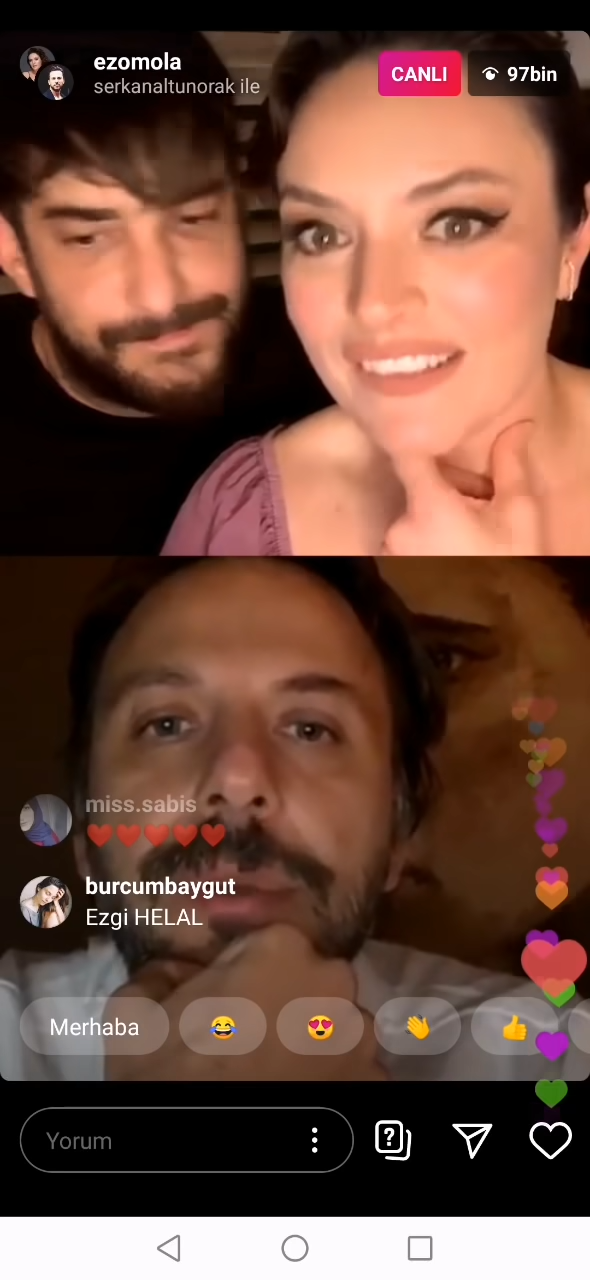 ezomola
serkanaltunorak ile
CANLI
97bin
miss.sabis
❤️❤️❤️❤️❤️
burcumbaygut
Ezgi HELAL
Merhaba
😂 😍 👋 👍
Yorum
?